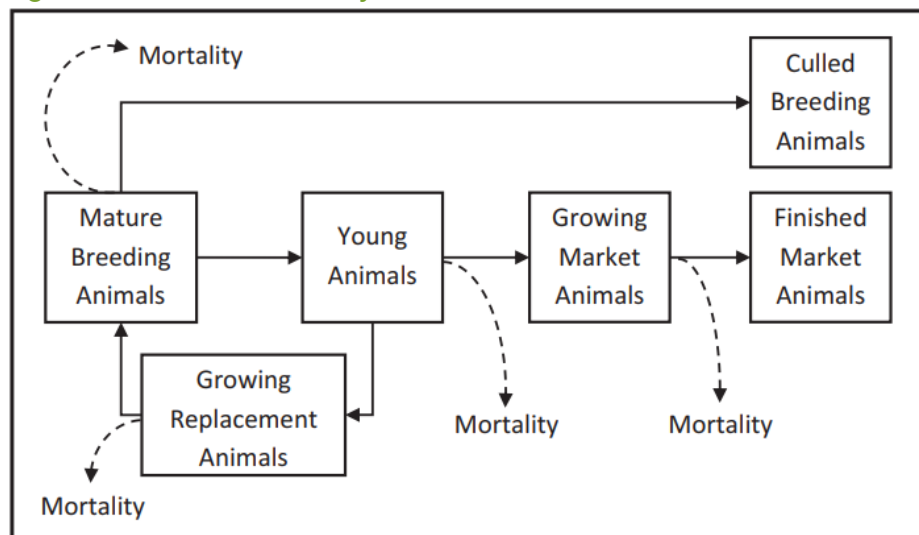 Mortality
Culled
Breeding
Animals
Mature
Breeding
Animals
Young
Animals
Growing
Market
Animals
Finished
Market
Animals
Growing
Replacement
Animals
Mortality
Mortality
Mortality